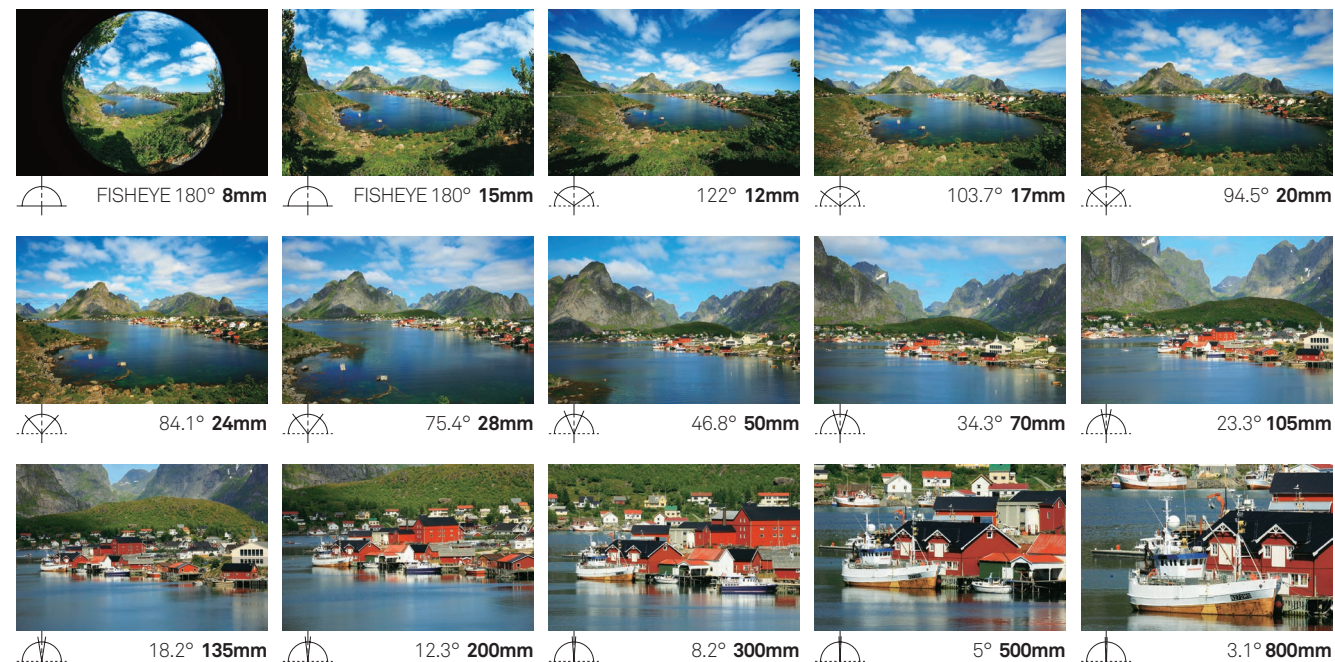 FISHEYE 180° 8mm
FISHEYE 180° 15mm
122° 12mm
103.7° 17mm
94.5° 20mm
84.1° 24mm
75.4° 28mm
46.8° 50mm
34.3° 70mm
23.3° 105mm
18.2° 135mm
12.3° 200mm
8.2° 300mm
5° 500mm
3.1° 800mm